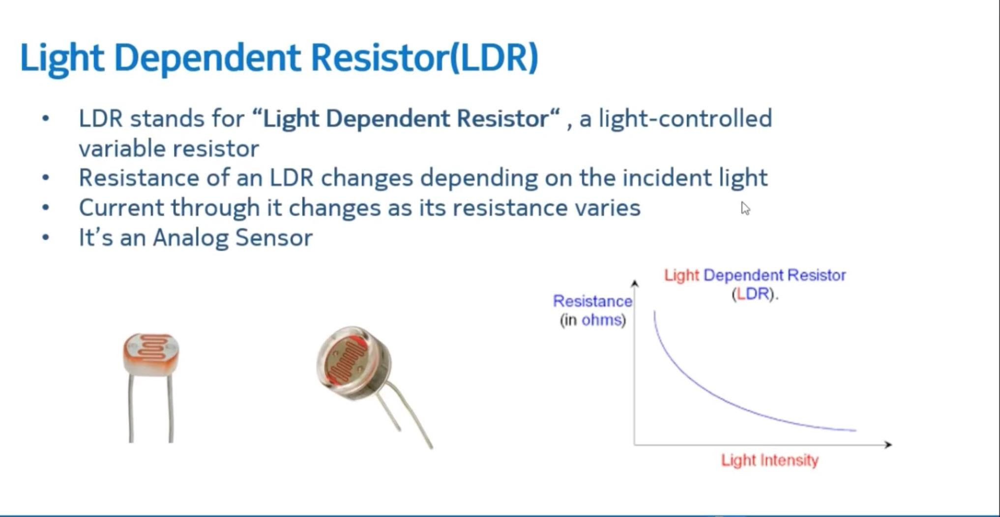 Light Dependent Resistor(LDR)
• LDR stands for “Light Dependent Resistor“ , a light-controlled
variable resistor
• Resistance of an LDR changes depending on the incident light
• Current through it changes as its resistance varies
• It’s an Analog Sensor
Light Dependent Resistor
(LDR).
Resistance
(in ohms)
Light Intensity